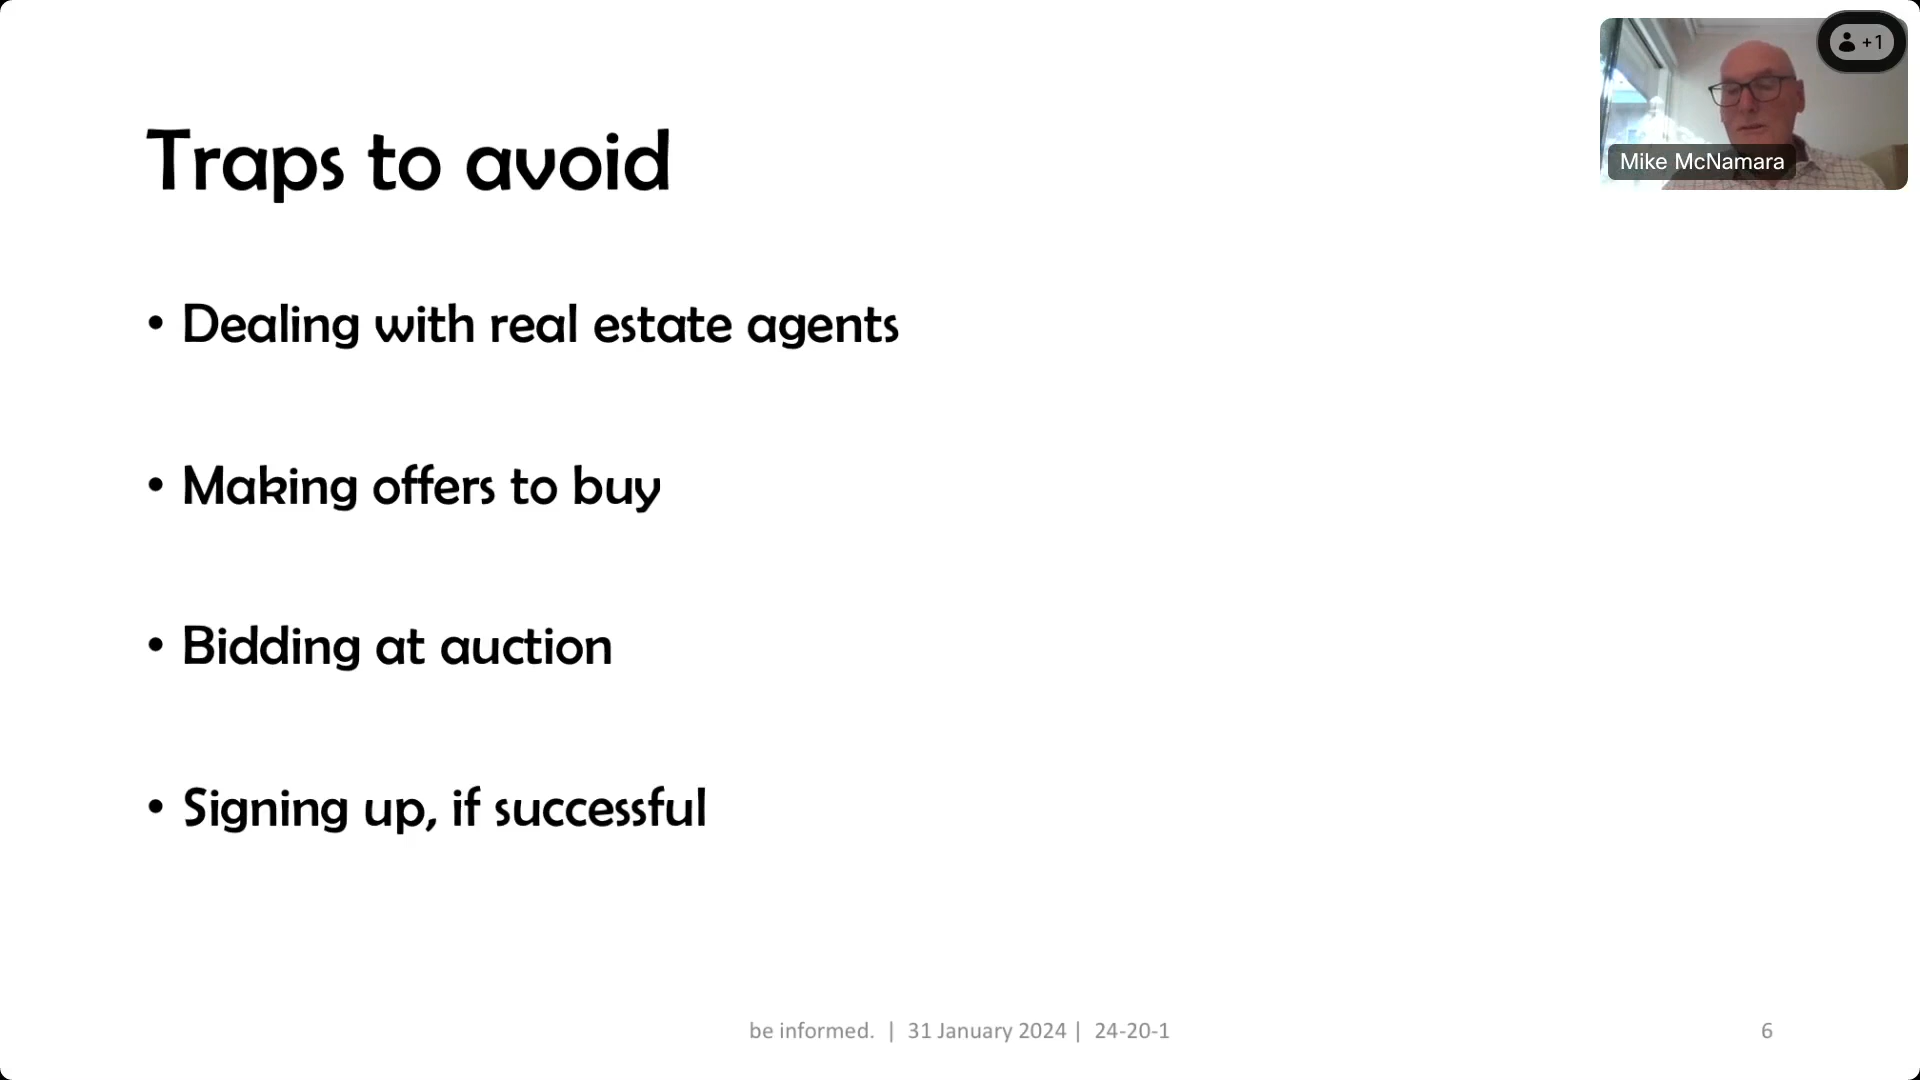 +1
Mike McNamara
Traps to avoid
• Dealing with real estate agents
• Making offers to buy
• Bidding at auction
• Signing up, if successful
be informed. | 31 January 2024 | 24-20-1
6